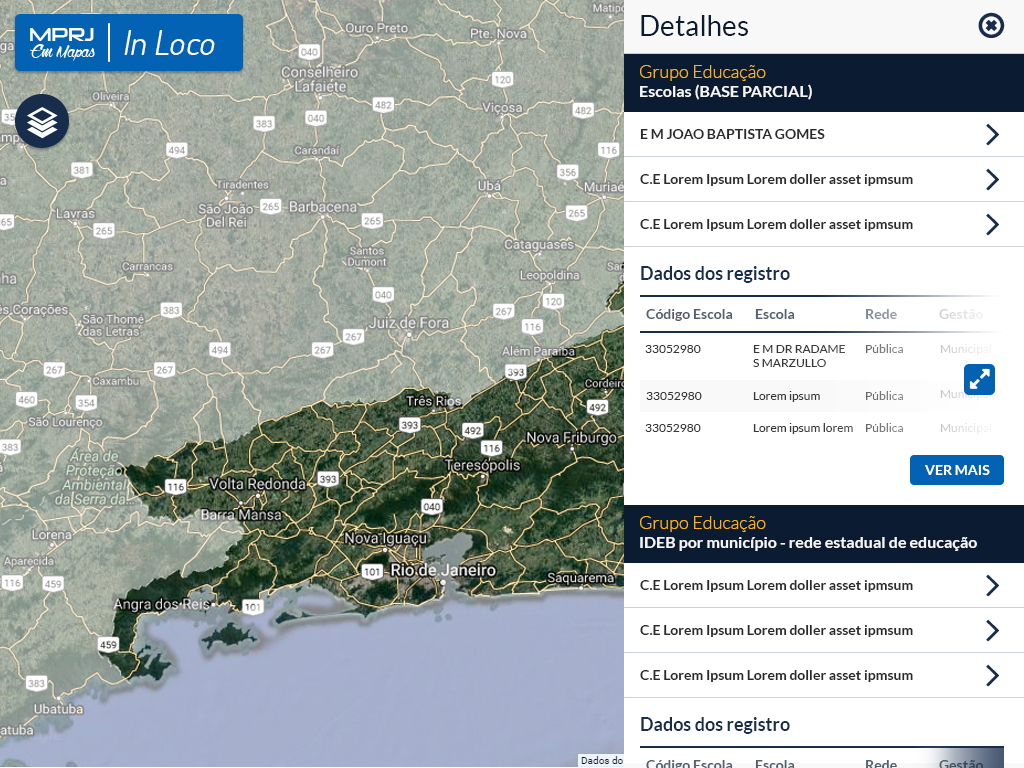 MPRJ
Em Mapas
In Loco
Ouro Preto
Pte. Nova
040
Conselheiro
Lafaiete
120
Oliveira
482
Viçosa
482
383
040
494
Carandaí
116
381
356
Tiradentes
Ubá
Muriaé
São João
Del Rei
265
Barbacena
265
265
Lavras
265
Cataguases
Santos
Dumont
Carrancas
Leopoldina
040
120
383
267
São Thomé
das Letras
267
116
Juiz de Fora
494
267
Além Paraíba
267
267
393
Caxambu
460
354
Três Rios
492
São Lourenço
393
492
383
116
Nova Friburgo
Área de
Proteção
Ambiental
da Serra da...
Teresópolis
116
Volta Redonda
393
Barra Mansa
040
Lorena
Nova Iguaçu
Aparecida
101
Rio de Janeiro
116
459
Saquarema
Angra dos Reis
101
459
383
Ubatuba
Dados do
Detalhes
Grupo Educação
Escolas (BASE PARCIAL)
E M JOAO BAPTISTA GOMES
C.E Lorem Ipsum Lorem doller asset ipmsum
C.E Lorem Ipsum Lorem doller asset ipmsum
Dados dos registro
Código Escola Escola Rede Gestão
33052980 E M DR RADAME Pública Municipal
S MARZULLO
33052980 Lorem ipsum Pública
33052980 Lorem ipsum lorem Pública Municipal
VER MAIS
Grupo Educação
IDEB por município - rede estadual de educação
C.E Lorem Ipsum Lorem doller asset ipmsum
C.E Lorem Ipsum Lorem doller asset ipmsum
C.E Lorem Ipsum Lorem doller asset ipmsum
Dados dos registro
Código Escola Escola Rede Gestão